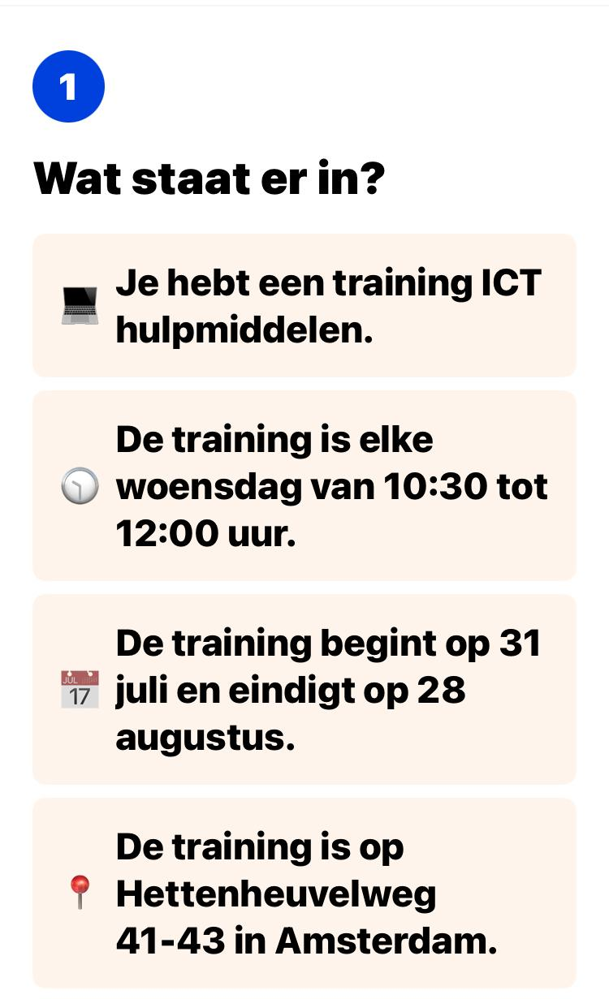 1
Wat staat er in?
Je hebt een training ICT
hulpmiddelen.
De training is elke
woensdag van 10:30 tot
12:00 uur.
De training begint op 31
JUL
17
juli en eindigt op 28
augustus.
De training is op
Hettenheuvelweg
41-43 in Amsterdam.